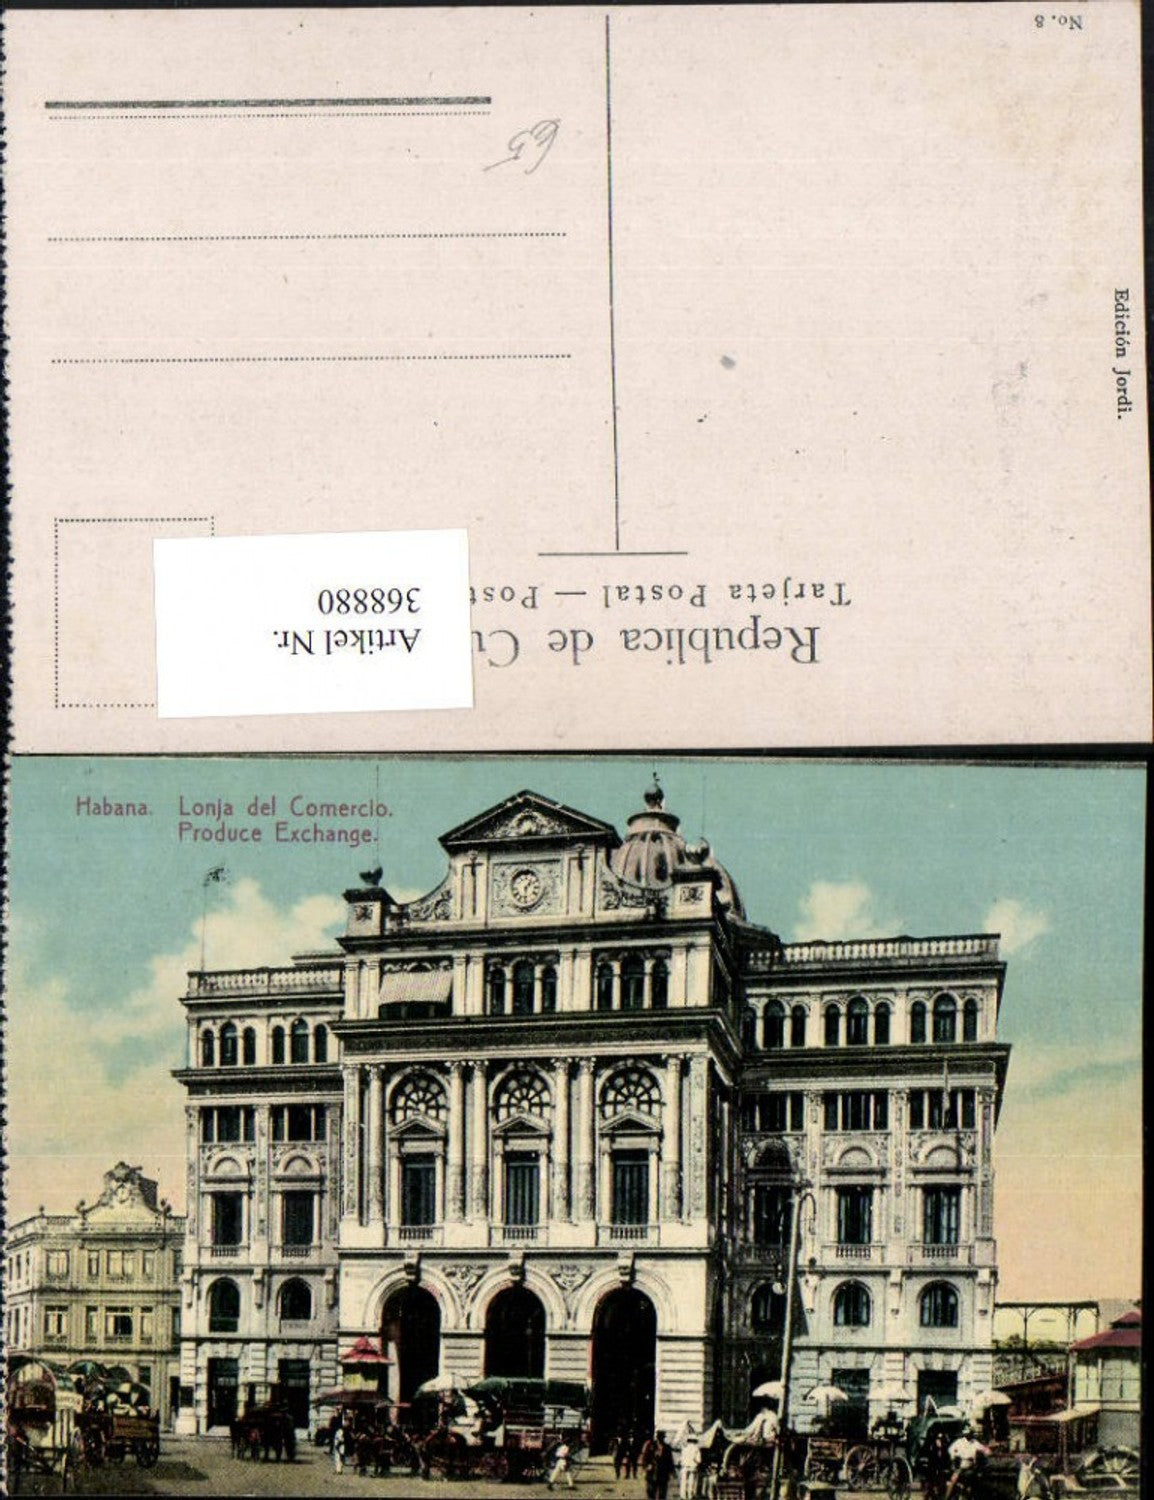 No. 8
Edición Jordi.
Republica de Cu
Tarjeta Postal — Post
Artikel Nr.
368880
Habana. Lonja del Comercio.
Produce Exchange.